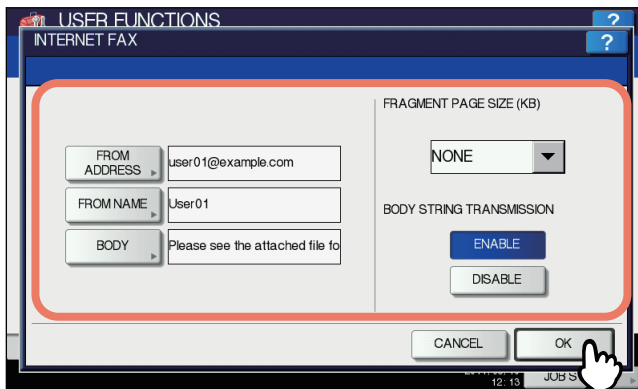 USER FUNCTIONS
?
INTERNET FAX
?
FRAGMENT PAGE SIZE (KB)
NONE
FROM
ADDRESS
user01@example.com
FROM NAME
User01
BODY STRING TRANSMISSION
BODY
Please see the attached file fo
ENABLE
DISABLE
CANCEL
OK
JOB S
12: 13